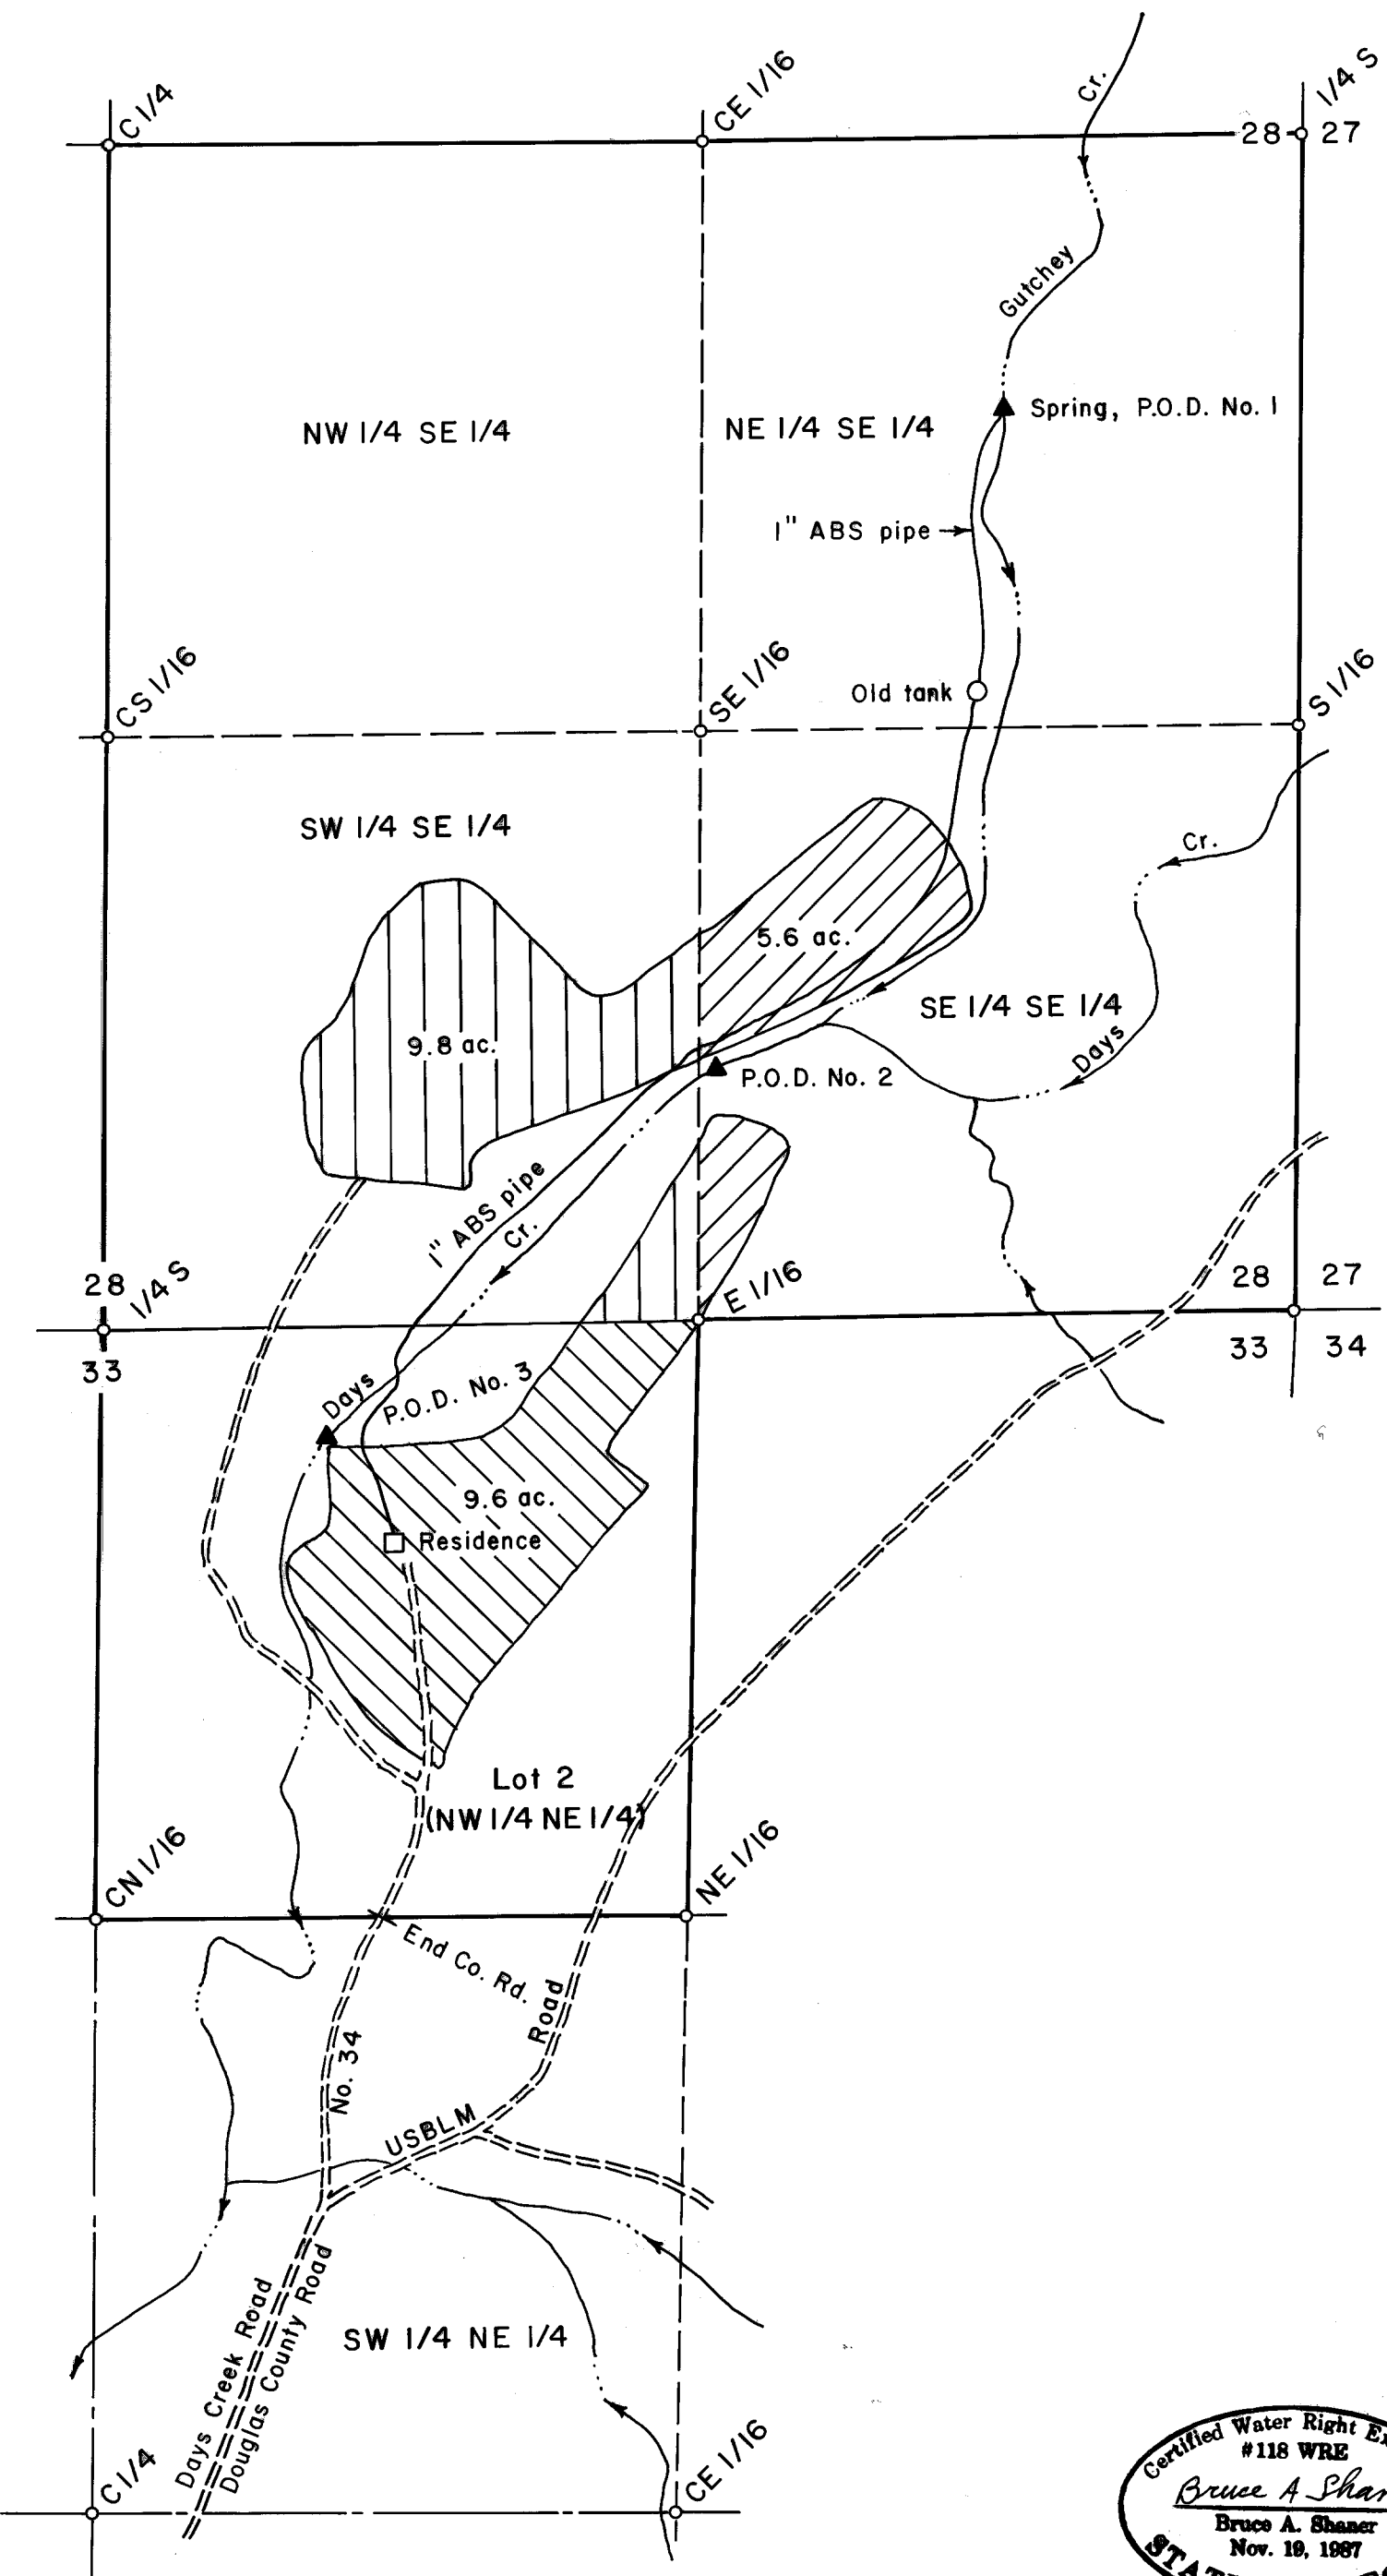 C 1/4
CE 1/16
Cr.
1/4 S
28
27
Gutchey
Spring, P.O.D. No. 1
NW 1/4 SE 1/4
NE 1/4 SE 1/4
1" ABS pipe
CS 1/16
SE 1/16
Old tank
S 1/16
SW 1/4 SE 1/4
Cr.
5.6 ac.
9.8 ac.
SE 1/4 SE 1/4
Days
P.O.D. No. 2
1" ABS pipe
Cr.
28
1/4 S
E 1/16
28
27
33
33
34
Days
P.O.D. No. 3
9.6 ac.
Residence
Lot 2
(NW 1/4 NE 1/4)
CN 1/16
NE 1/16
End Co. Rd.
Road
No. 34
USBLM
Days Creek Road
Douglas County Road
SW 1/4 NE 1/4
C 1/4
CE 1/16
Certified Water Right
#118 WRE
Bruce A
Bruce A. Shaner
Nov. 19, 1987